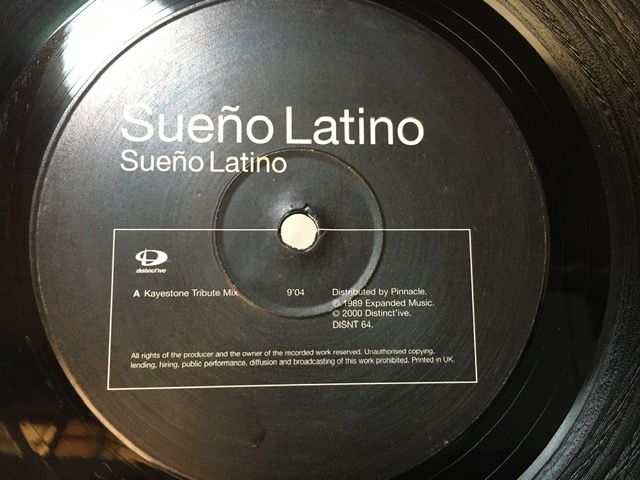 Sueño Latino
Sueño Latino
distinct'ive
A Kayestone Tribute Mix 9'04 Distributed by Pinnacle.
℗ 1989 Expanded Music.
© 2000 Distinct'ive.
DISNT 64.
All rights of the producer and the owner of the recorded work reserved. Unauthorised copying,
lending, hiring, public performance, diffusion and broadcasting of this work prohibited. Printed in UK.